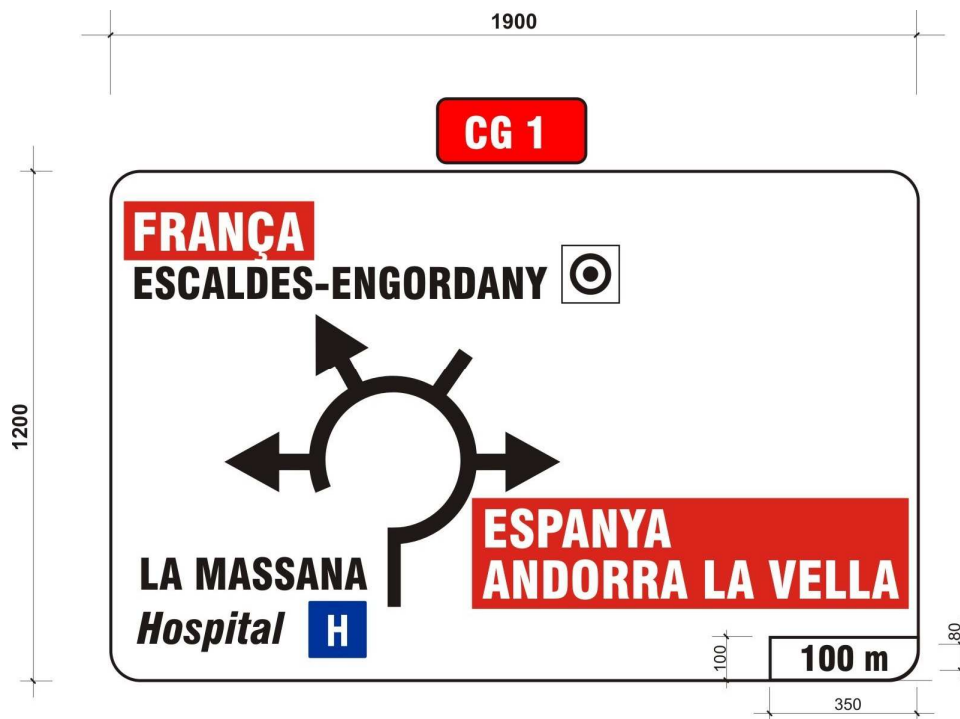 1900
CG 1
FRANÇA
ESCALDES-ENGORDANY
1200
ESPANYA
ANDORRA LA VELLA
LA MASSANA
Hospital H
100
100 m
80
350